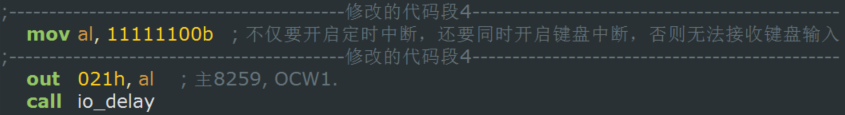 ;----------------------------------修改的代码段4----------------------------------------
mov al, 11111100b ; 不仅要开启定时中断，还要同时开启键盘中断，否则无法接收键盘输入
;----------------------------------修改的代码段4----------------------------------------
out 021h, al ; 主8259, OCW1.
call io_delay